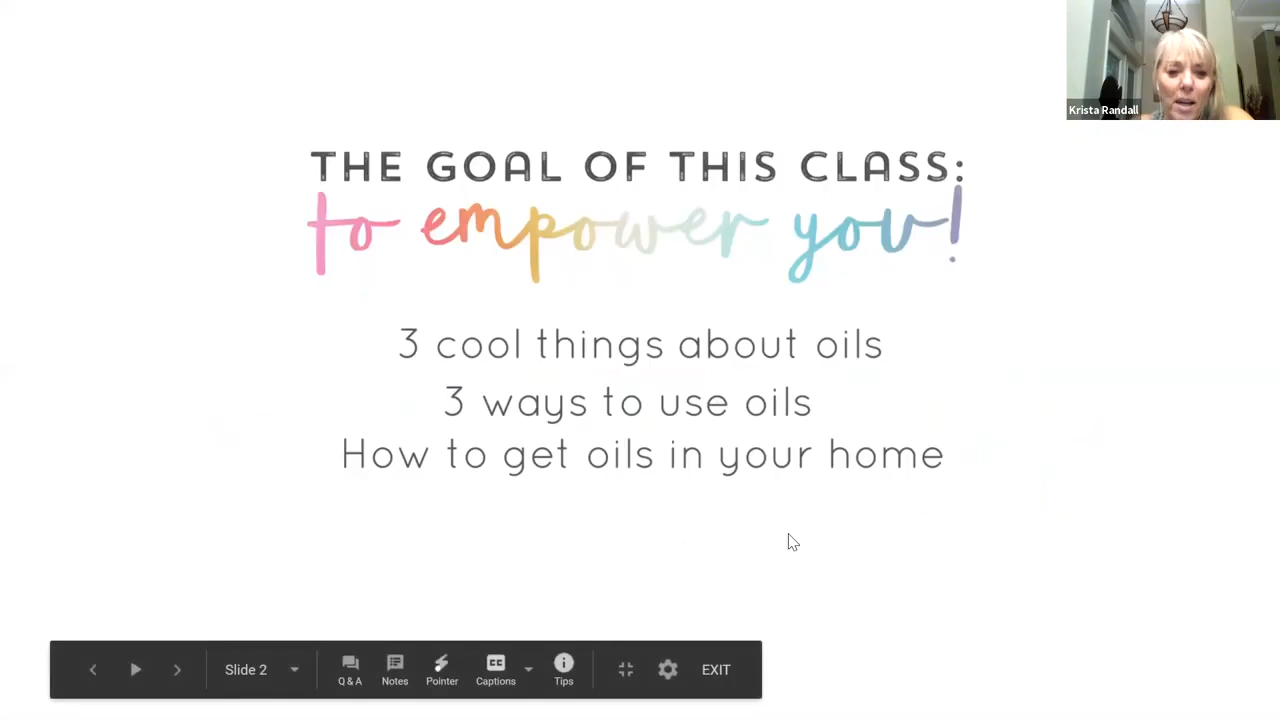 Krista Randall
THE GOAL OF THIS CLASS:
to empower you!
3 cool things about oils
3 ways to use oils
How to get oils in your home
Slide 2
Q & A
Notes
Pointer
CC
Captions
Tips
EXIT